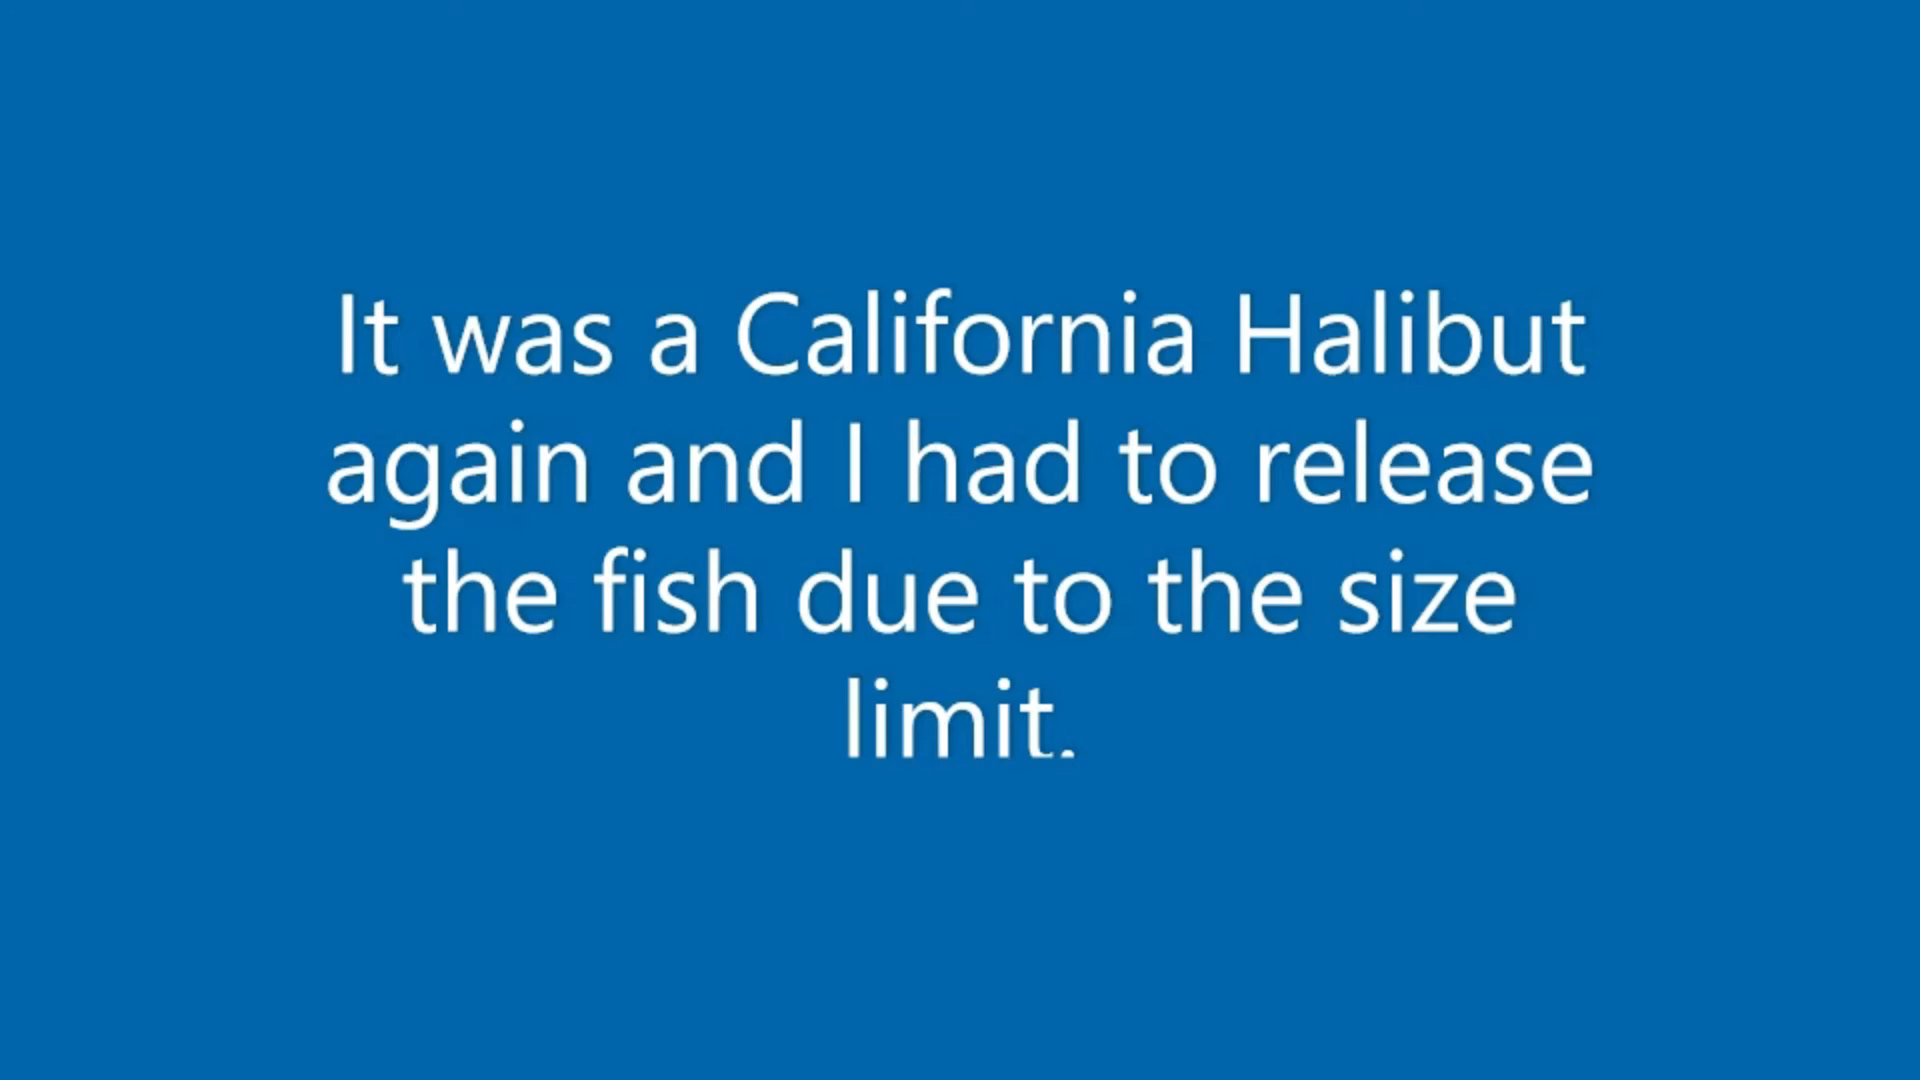 It was a California Halibut
again and I had to release
the fish due to the size
limit.